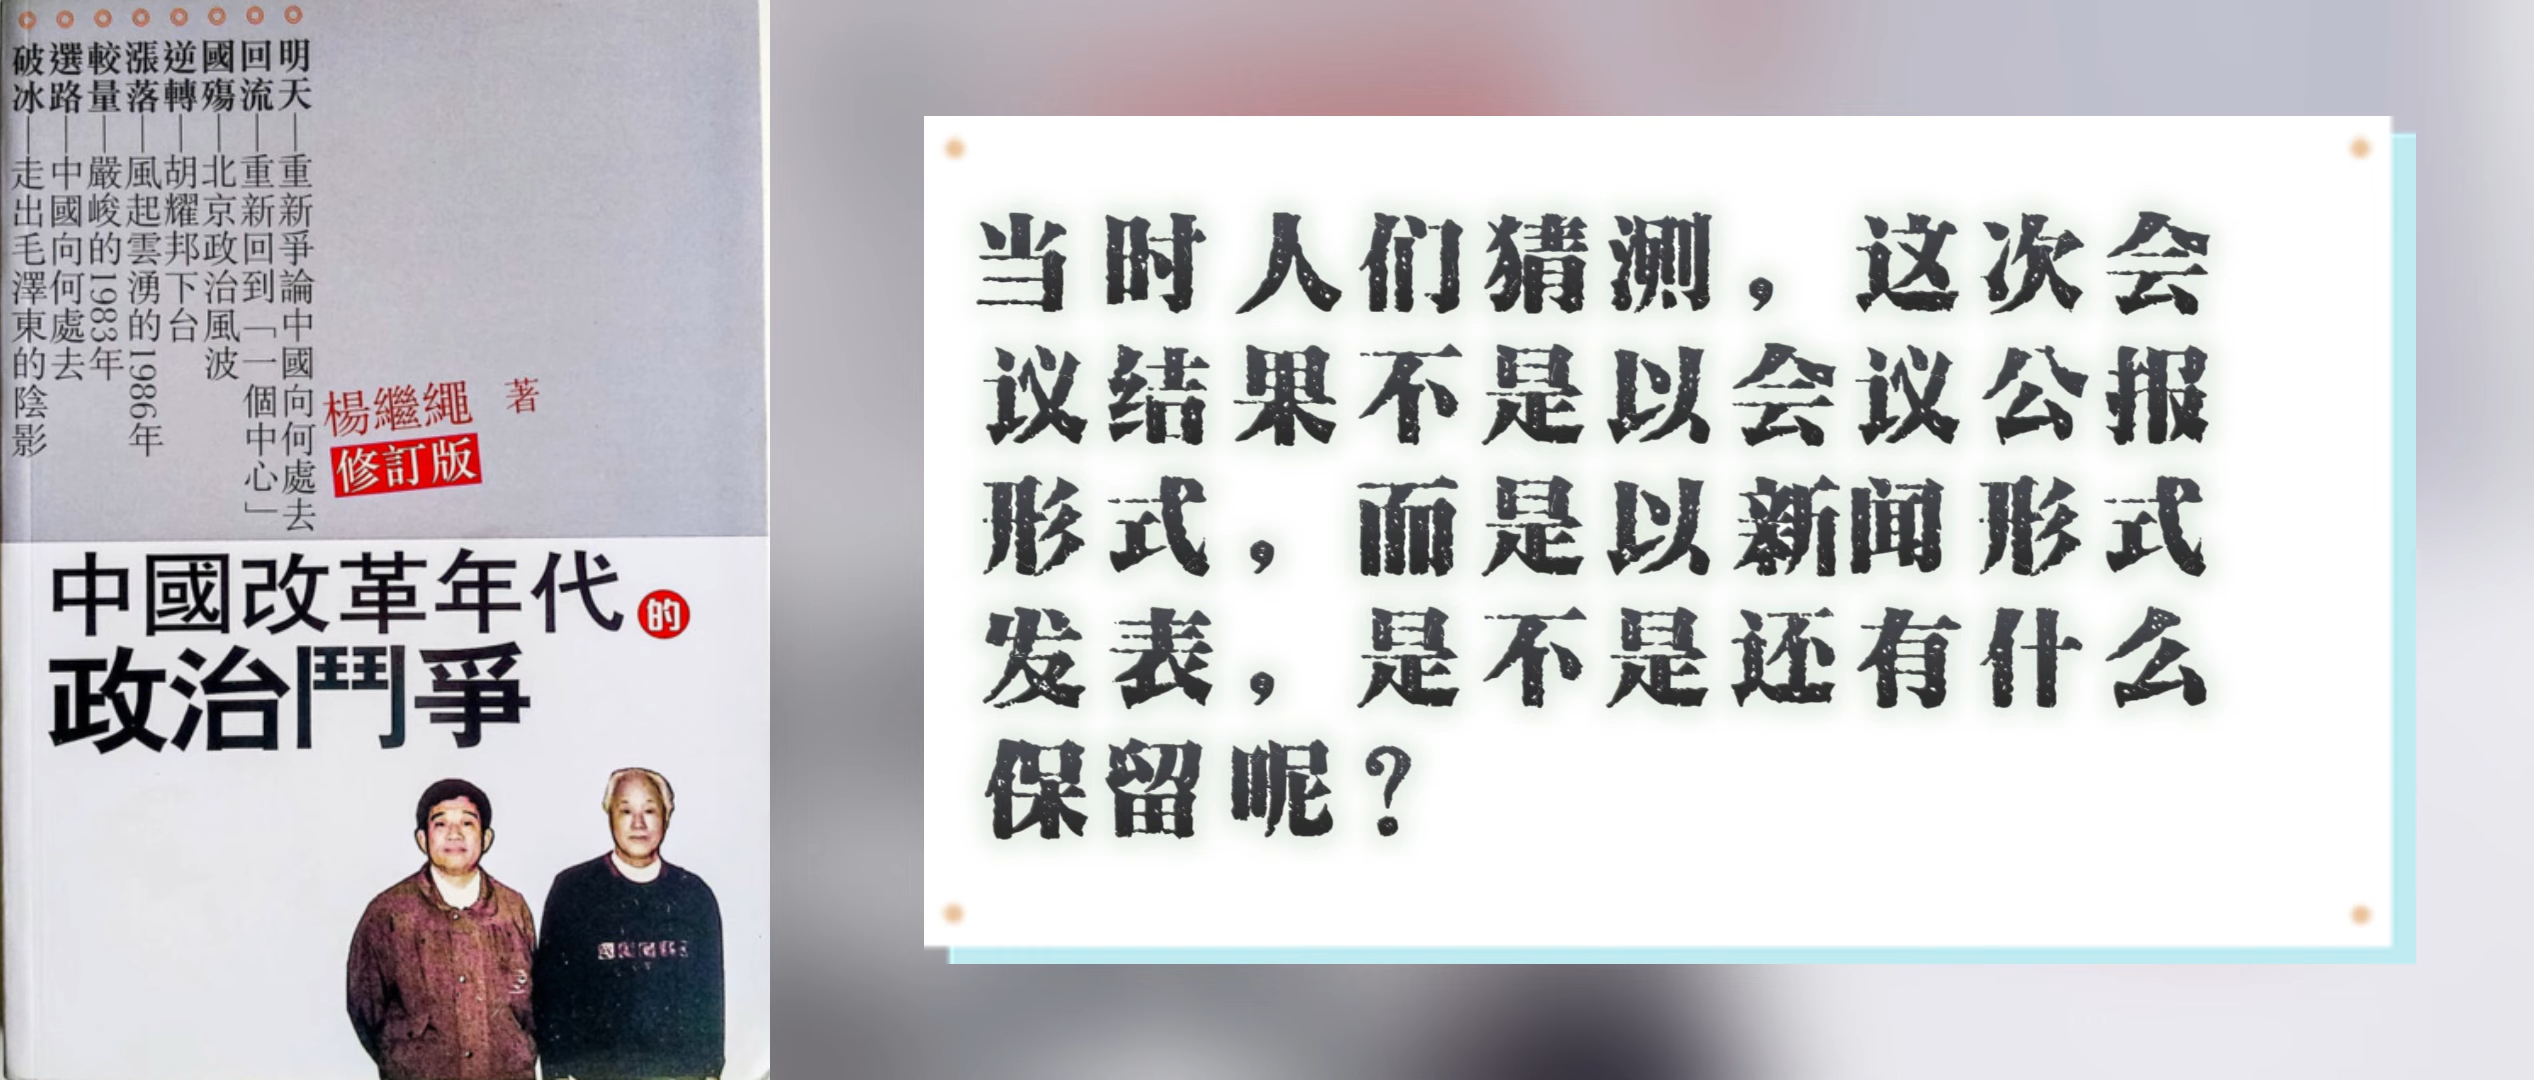 明天——重新爭論中國向何處去
回流——重新回到「一個中心」
國殤——北京政治風波
逆轉——胡耀邦下台
漲落——風起雲湧的1986年
較量——嚴峻的1983年
選路——中國向何處去
破冰——走出毛澤東的陰影
楊繼繩 著
修訂版
中國改革年代的
政治鬥爭
当时人们猜测，这次会
议结果不是以会议公报
形式，而是以新闻形式
发表，是不是还有什么
保留呢？